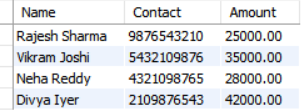 Name Contact Amount
Rajesh Sharma 9876543210 25000.00
Vikram Joshi 5432109876 35000.00
Neha Reddy 4321098765 28000.00
Divya Iyer 2109876543 42000.00